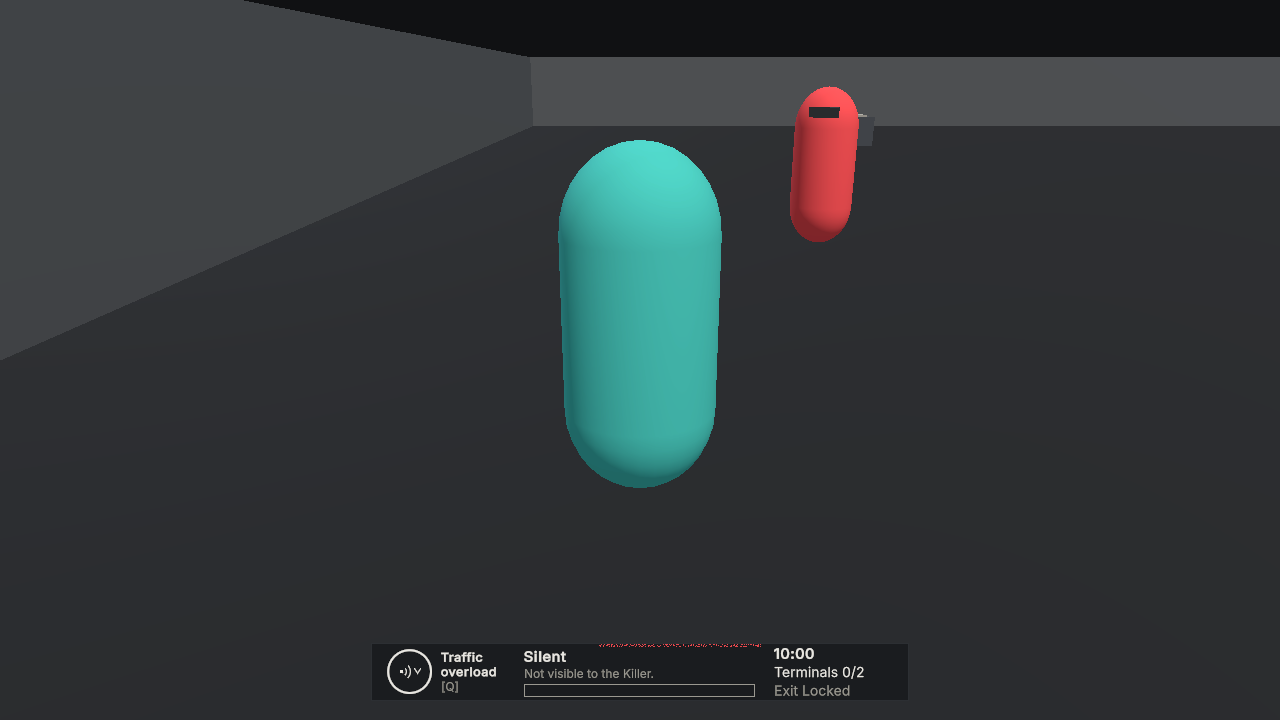 Traffic
overload
[Q]
Silent
Not visible to the Killer.
10:00
Terminals 0/2
Exit Locked